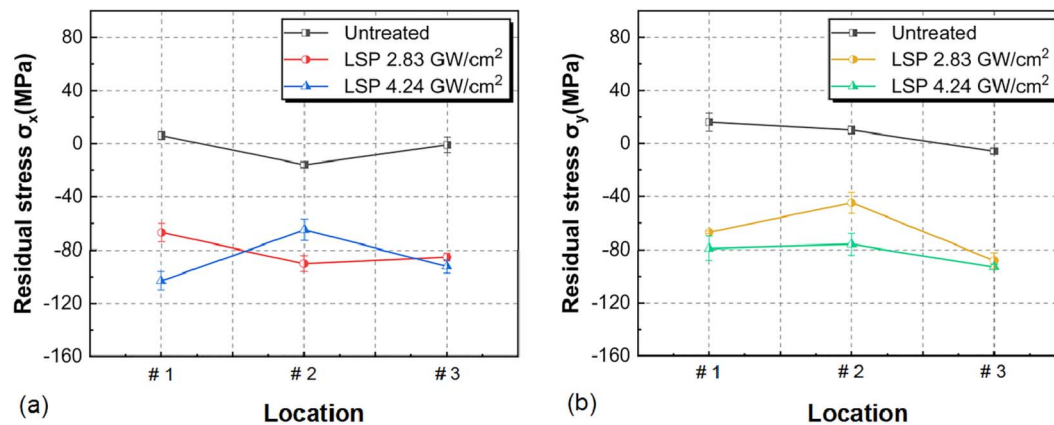 Untreated
LSP 2.83 GW/cm²
LSP 4.24 GW/cm²
Residual stress σx(MPa)
80
40
0
-40
-80
-120
-160
# 1
# 2
# 3
Location
(a)
Untreated
LSP 2.83 GW/cm²
LSP 4.24 GW/cm²
Residual stress σy(MPa)
80
40
0
-40
-80
-120
-160
# 1
# 2
# 3
Location
(b)